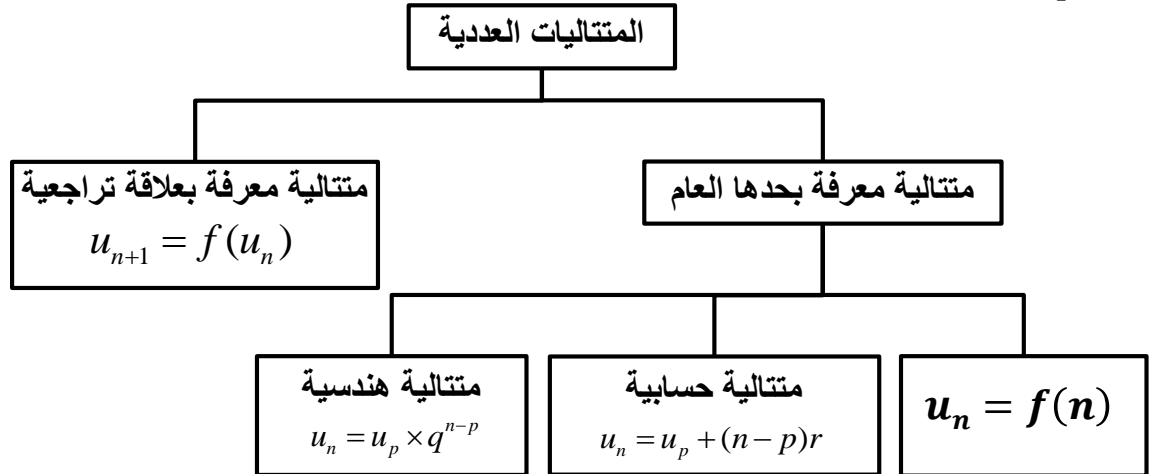 المتتاليات العددية
متتالية معرفة بحدها العام
متتالية معرفة بعلاقة تراجعية
u_{n+1} = f(u_n)
u_n = f(n)
متتالية حسابية
u_n = u_p + (n − p)r
متتالية هندسية
u_n = u_p × q^{n−p}